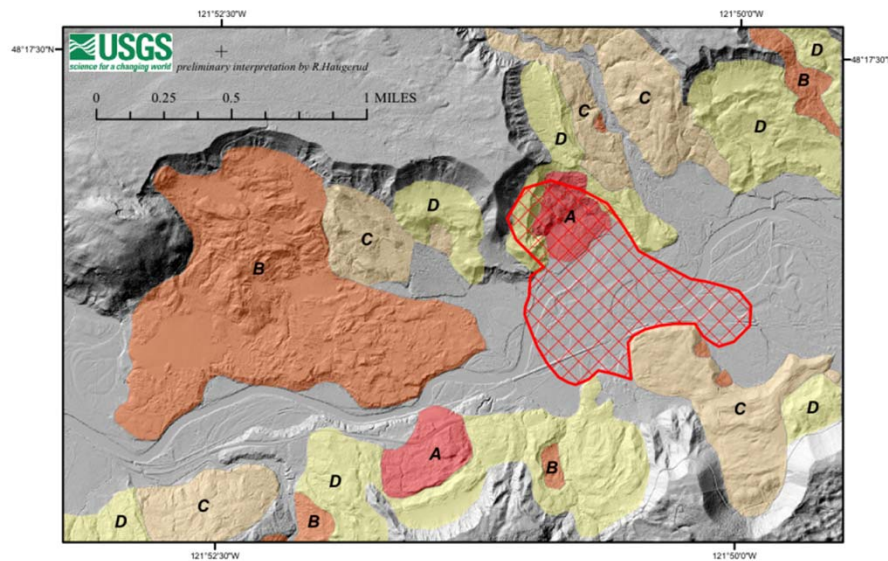 121°52'30"W 121°50'0"W
48°17'30"N 48°17'30"N
USGS
science for a changing world preliminary interpretation by R.Haugerud
0 0.25 0.5 1 MILES
D
B
C
C
D
D
D
A
C
B
C
D
A
B
D
C
B
D
121°52'30"W 121°50'0"W